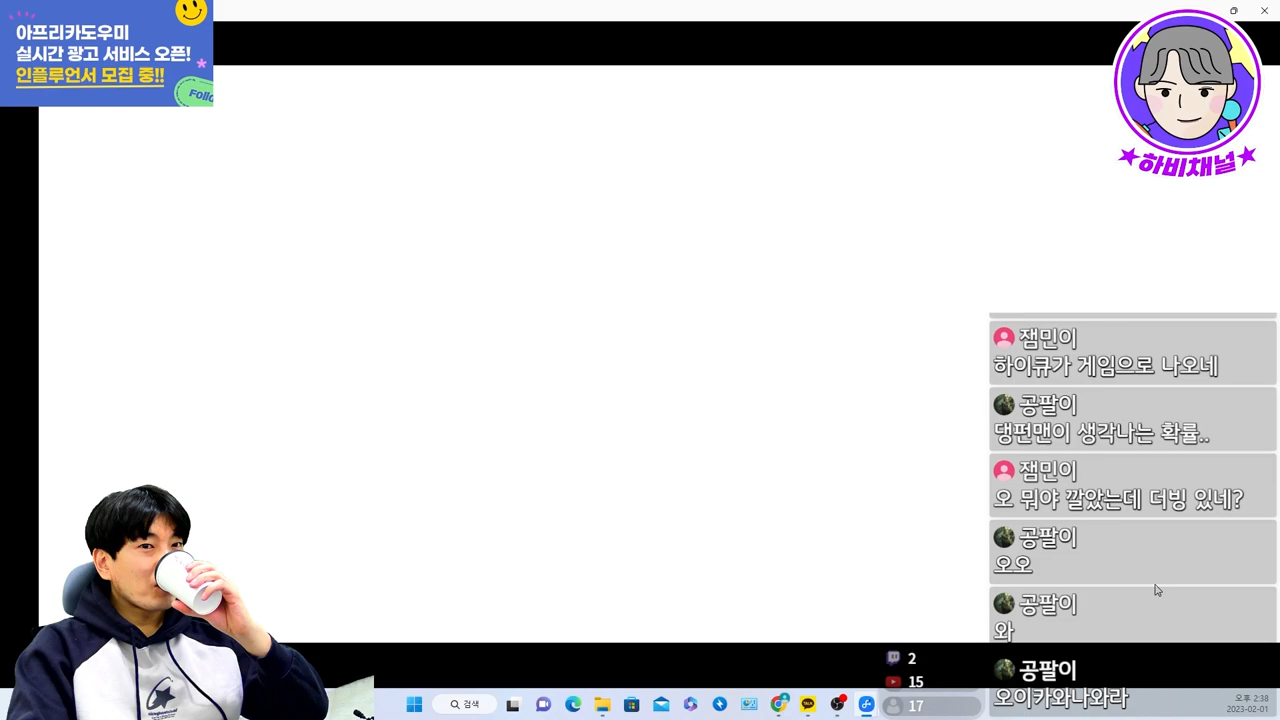 아프리카도우미
실시간 광고 서비스 오픈!
인플루언서 모집 중!!
하비채널
잼민이
하이큐가 게임으로 나오네
공팔이
댕펀맨이 생각나는 확률..
잼민이
오 뭐야 깔았는데 더빙 있네?
공팔이
오오
공팔이
와
공팔이
오이카와나와라
2
15
17
검색
오후 2:38
2023-02-01